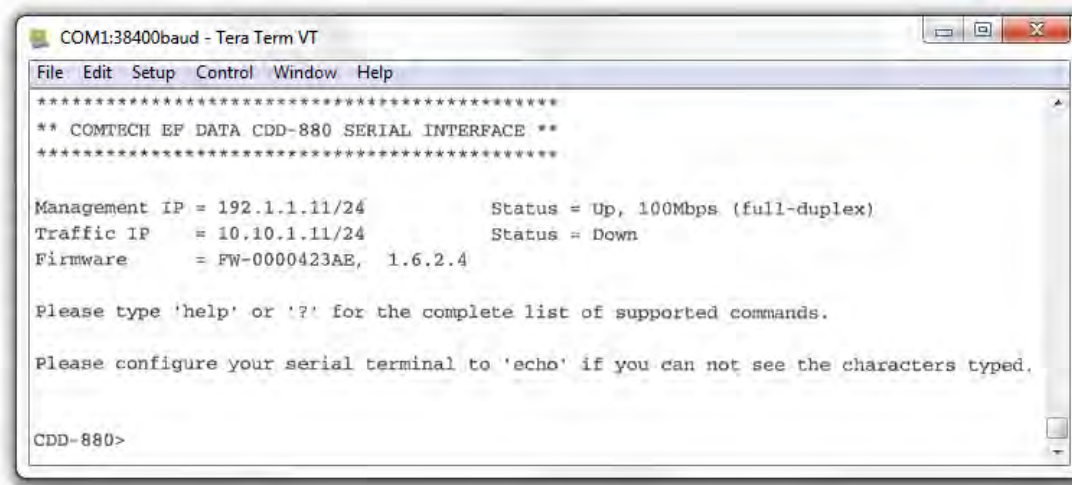 COM1:38400baud - Tera Term VT
File Edit Setup Control Window Help
*********************************************
** COMTECH EF DATA CDD-880 SERIAL INTERFACE **
*********************************************
Management IP = 192.1.1.11/24 Status = Up, 100Mbps (full-duplex)
Traffic IP = 10.10.1.11/24 Status = Down
Firmware = FW-0000423AE, 1.6.2.4
Please type 'help' or '?' for the complete list of supported commands.
Please configure your serial terminal to 'echo' if you can not see the characters typed.
CDD-880>